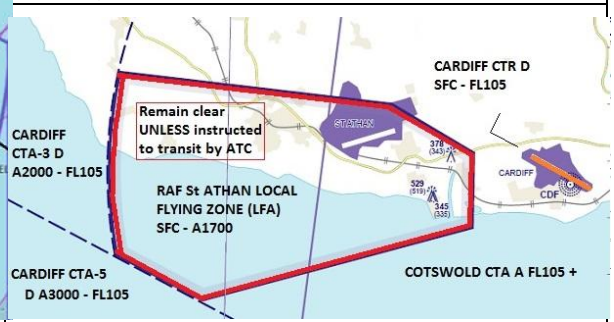 CARDIFF CTR D
SFC - FL105
Remain clear
UNLESS instructed
to transit by ATC
ST ATHAN
378
(343)
CARDIFF
CTA-3 D
A2000 - FL105
CARDIFF
CDF
RAF St ATHAN LOCAL
FLYING ZONE (LFA)
SFC - A1700
529
(519)
345
(335)
CARDIFF CTA-5
D A3000 - FL105
COTSWOLD CTA A FL105 +